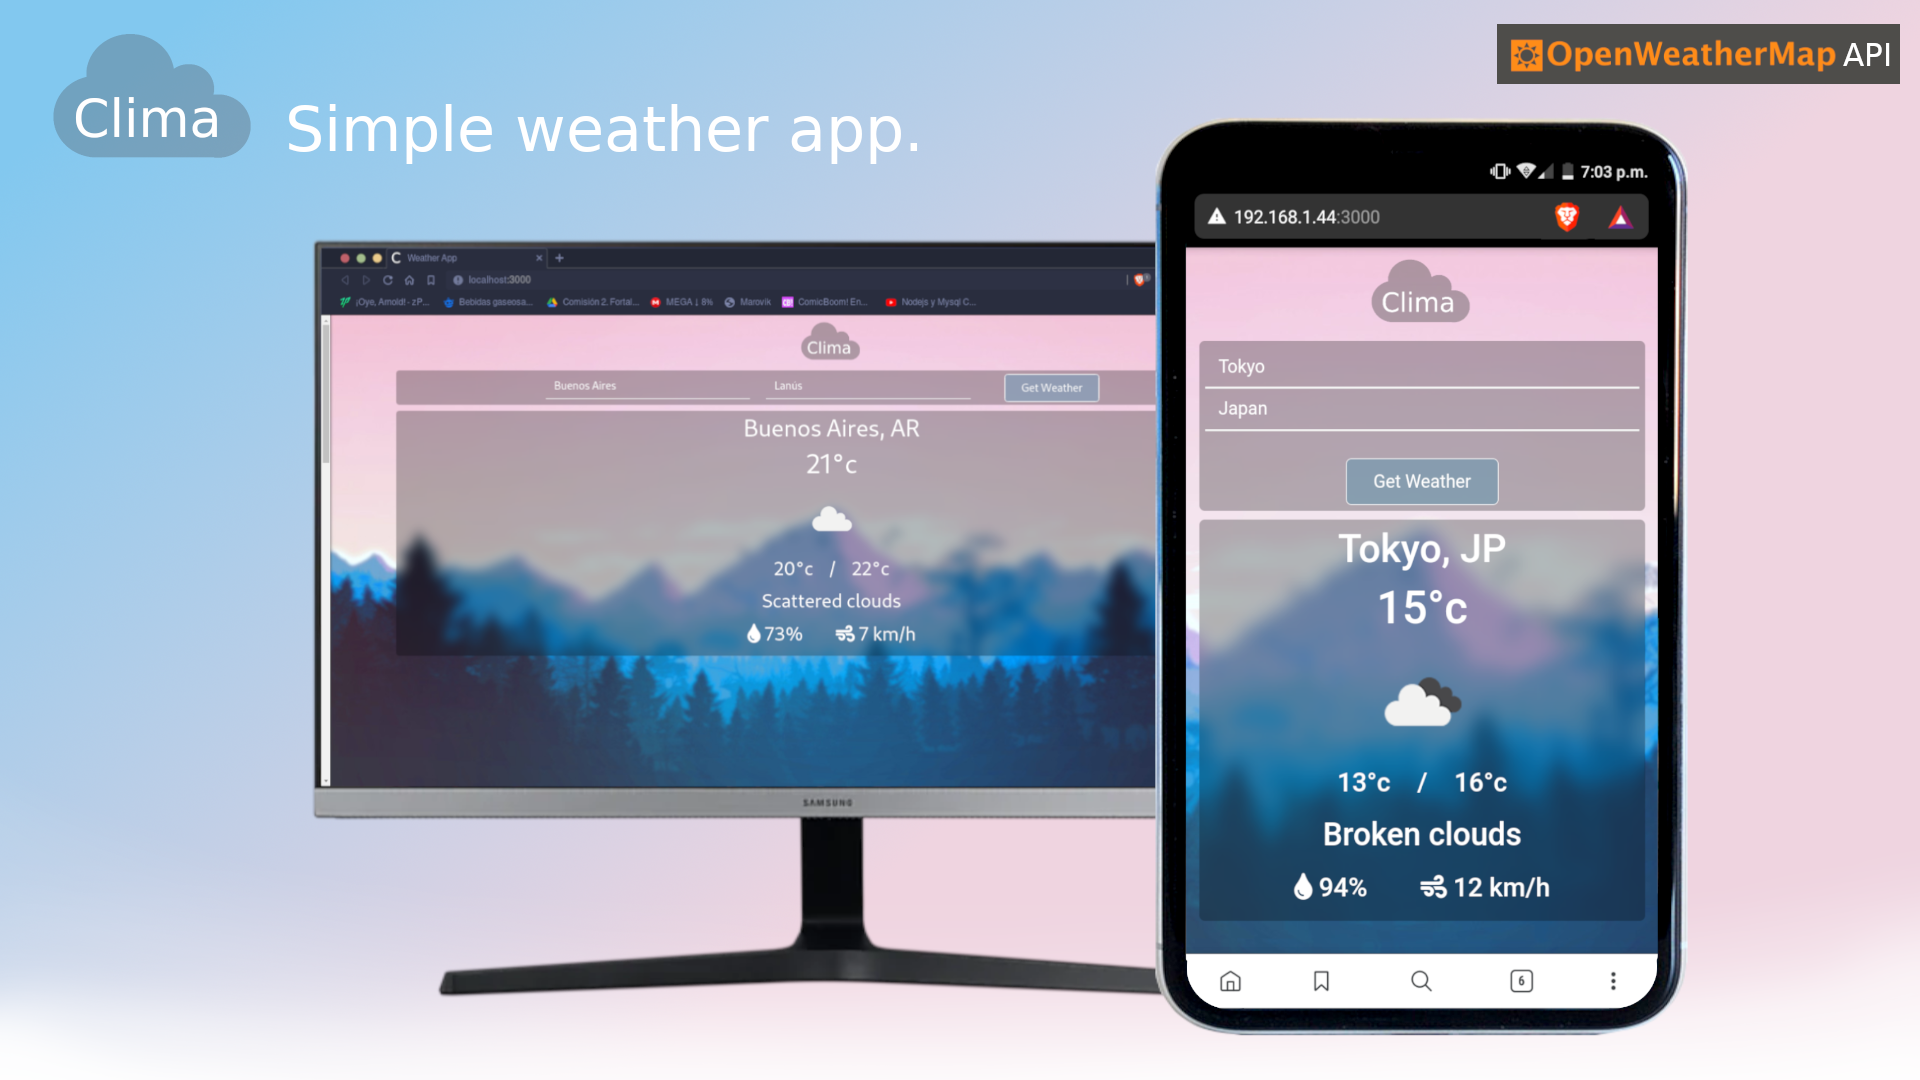 OpenWeatherMap API
Clima
Simple weather app.
Weather App
localhost:3000
¡Oye, Arnold! - zP...
Bebidas gaseosa...
Comisión 2. Fortal...
MEGA ↓ 8%
Marovik
ComicBoom! En...
Nodejs y Mysql C...
Clima
Buenos Aires
Lanús
Get Weather
Buenos Aires, AR
21°c
20°c / 22°c
Scattered clouds
73% 7 km/h
SAMSUNG
7:03 p.m.
192.168.1.44:3000
Clima
Tokyo
Japan
Get Weather
Tokyo, JP
15°c
13°c / 16°c
Broken clouds
94% 12 km/h
6